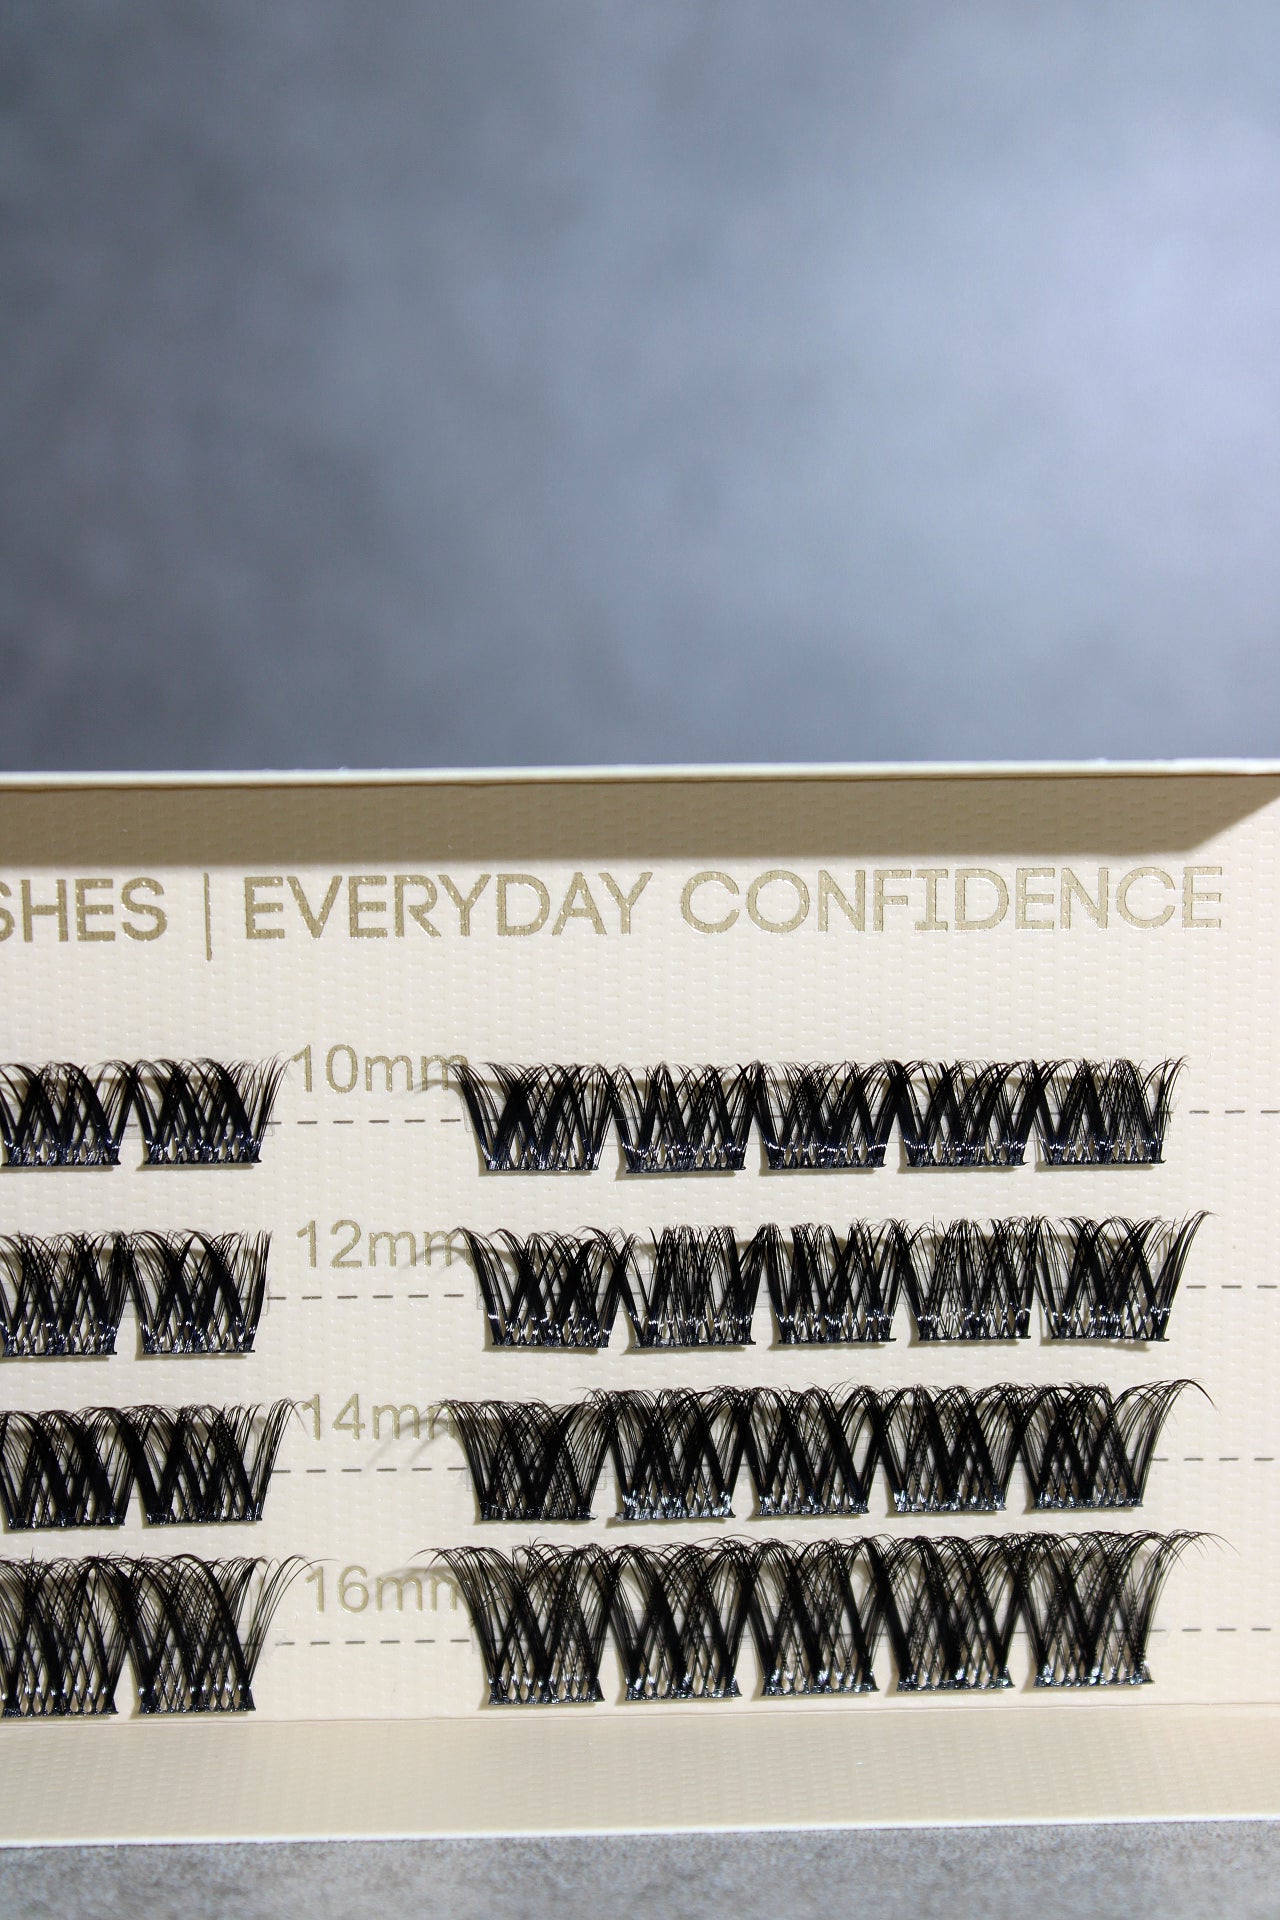 SHES | EVERYDAY CONFIDENCE
10mm
12mm
14mm
16mm